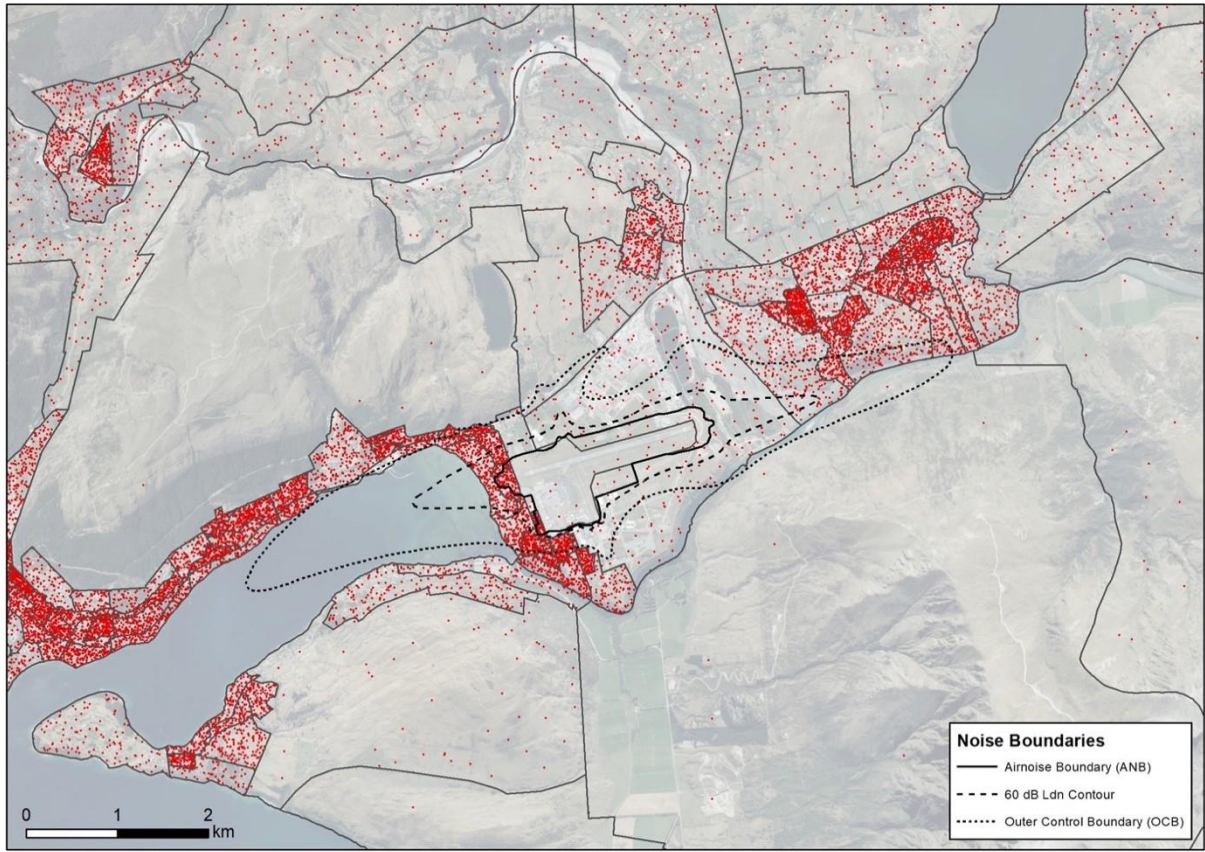 Noise Boundaries
Airnoise Boundary (ANB)
60 dB Ldn Contour
Outer Control Boundary (OCB)
0 1 2
km